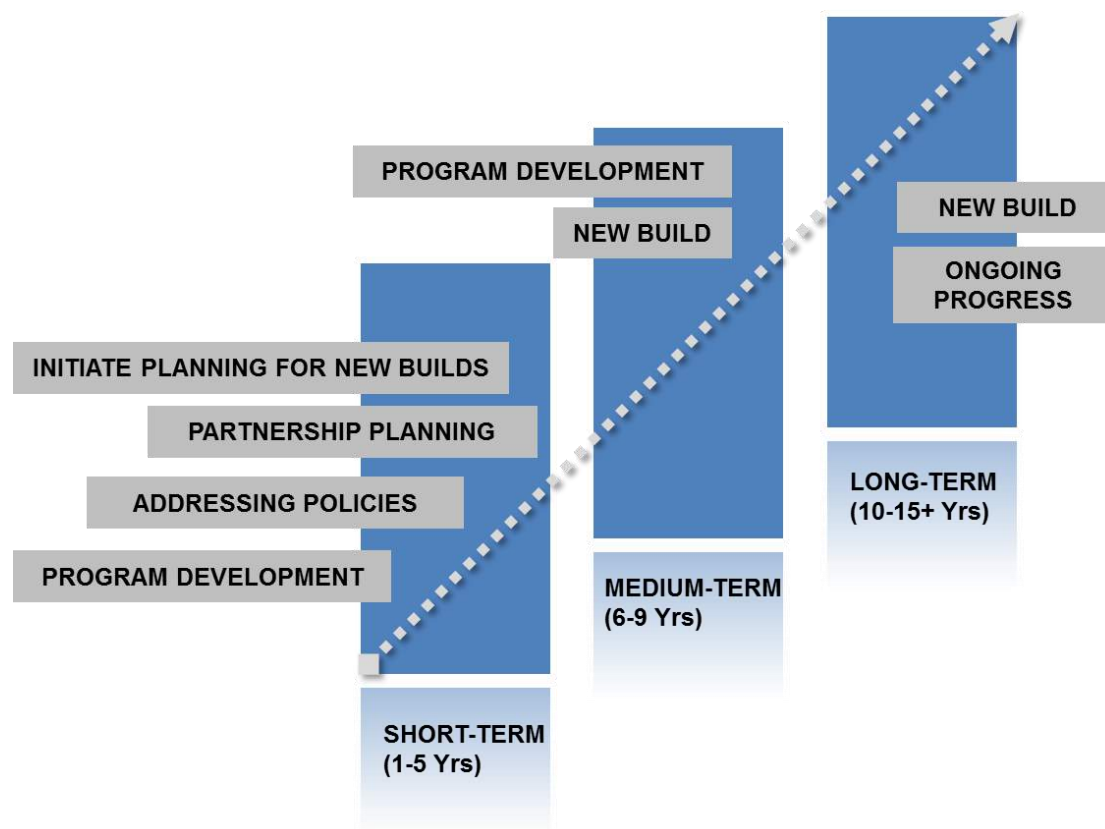 PROGRAM DEVELOPMENT
NEW BUILD
NEW BUILD
ONGOING
PROGRESS
INITIATE PLANNING FOR NEW BUILDS
PARTNERSHIP PLANNING
ADDRESSING POLICIES
PROGRAM DEVELOPMENT
LONG-TERM
(10-15+ Yrs)
MEDIUM-TERM
(6-9 Yrs)
SHORT-TERM
(1-5 Yrs)